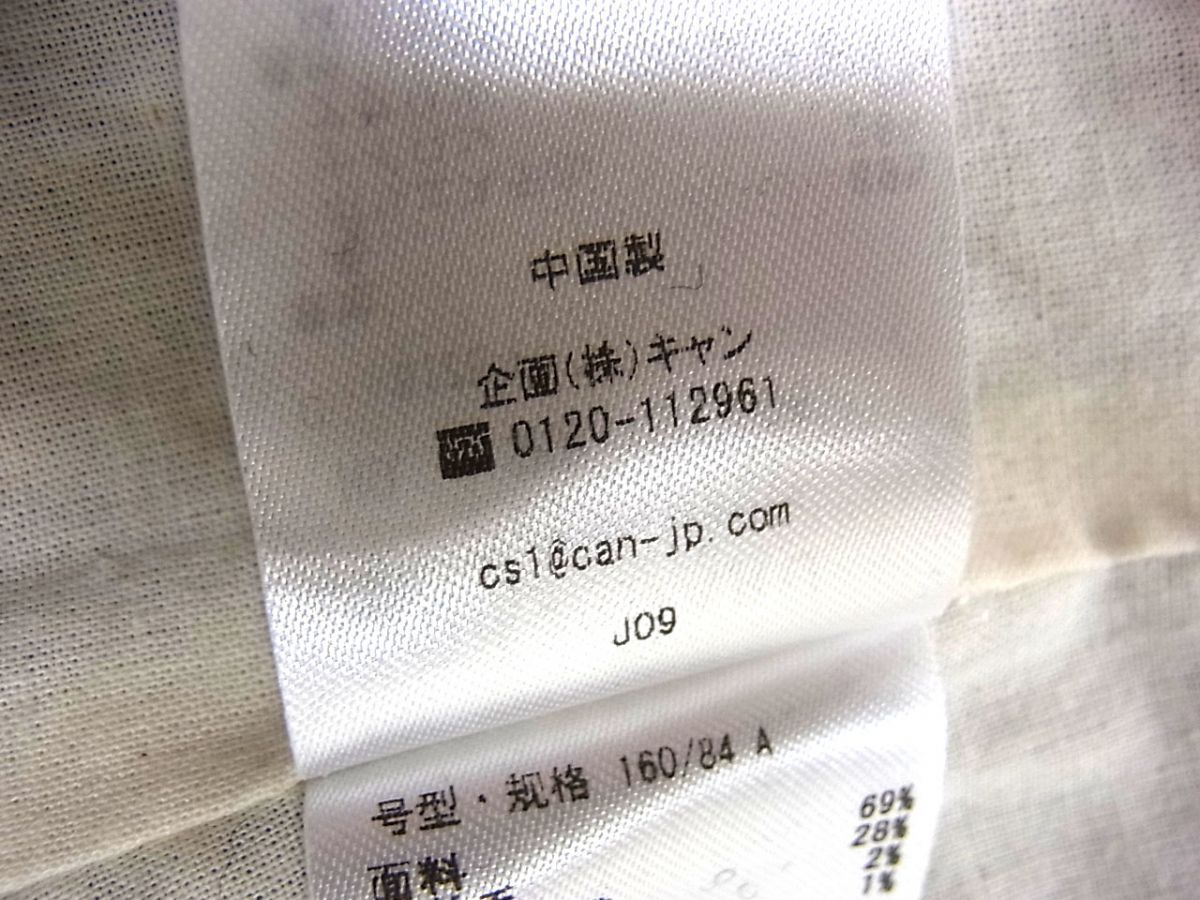 中国製
企画(株)キャン
0120-112961
cs1@can-jp.com
J09
号型・规格 160/84 A
面料
69%
28%
2%
1%